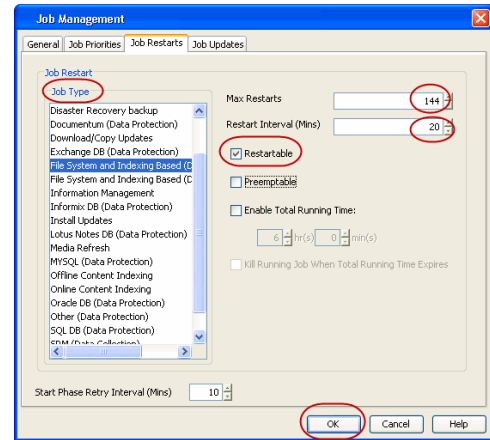 Job Management
General Job Priorities Job Restarts Job Updates
Job Restart
Job Type
Disaster Recovery backup
Documentum (Data Protection)
Download/Copy Updates
Exchange DB (Data Protection)
File System and Indexing Based (D
File System and Indexing Based (D
Information Management
Informix DB (Data Protection)
Install Updates
Lotus Notes DB (Data Protection)
Media Refresh
MYSQL (Data Protection)
Offline Content Indexing
Online Content Indexing
Oracle DB (Data Protection)
Other (Data Protection)
SQL DB (Data Protection)
SRM (Data Collection)
Max Restarts 144
Restart Interval (Mins) 20
Restartable
Preemptable
Enable Total Running Time:
6 hr(s) 0 min(s)
Kill Running Job When Total Running Time Expires
Start Phase Retry Interval (Mins) 10
OK Cancel Help